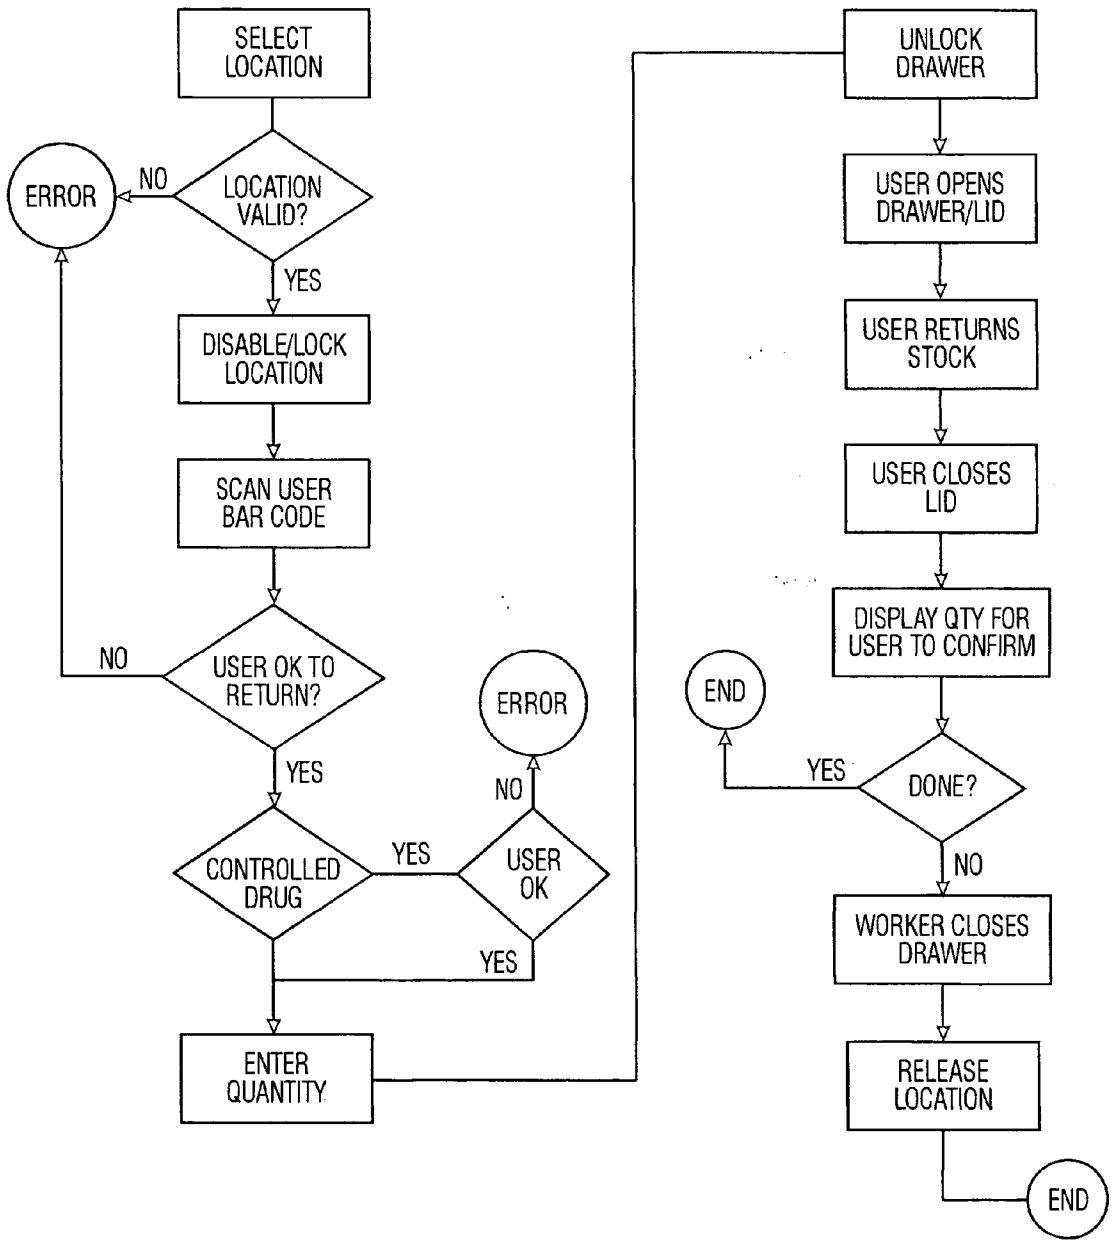 SELECT
LOCATION
LOCATION
VALID?
NO
ERROR
YES
DISABLE/LOCK
LOCATION
SCAN USER
BAR CODE
USER OK TO
RETURN?
NO
YES
CONTROLLED
DRUG
YES
USER
OK
NO
ERROR
YES
ENTER
QUANTITY
UNLOCK
DRAWER
USER OPENS
DRAWER/LID
USER RETURNS
STOCK
USER CLOSES
LID
DISPLAY QTY FOR
USER TO CONFIRM
DONE?
YES
END
NO
WORKER CLOSES
DRAWER
RELEASE
LOCATION
END